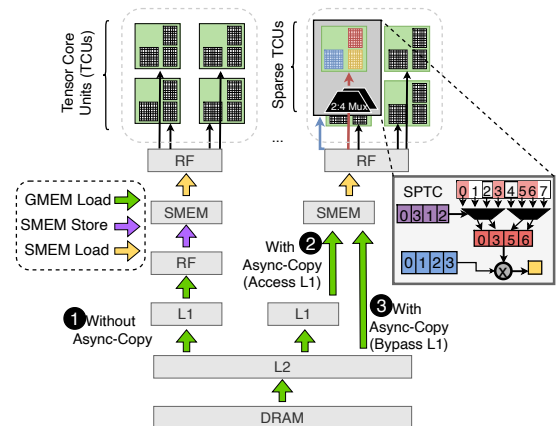 Tensor Core
Units (TCUs)
Sparse TCUs
2:4 Mux
...
RF
RF
GMEM Load
SMEM Store
SMEM Load
SMEM
SMEM
SPTC
0 1 2 3 4 5 6 7
0 3 1 2
0 3 5 6
0 1 2 3
X
RF
2 With
Async-Copy
(Access L1)
1 Without
Async-Copy
L1
L1
3 With
Async-Copy
(Bypass L1)
L2
DRAM